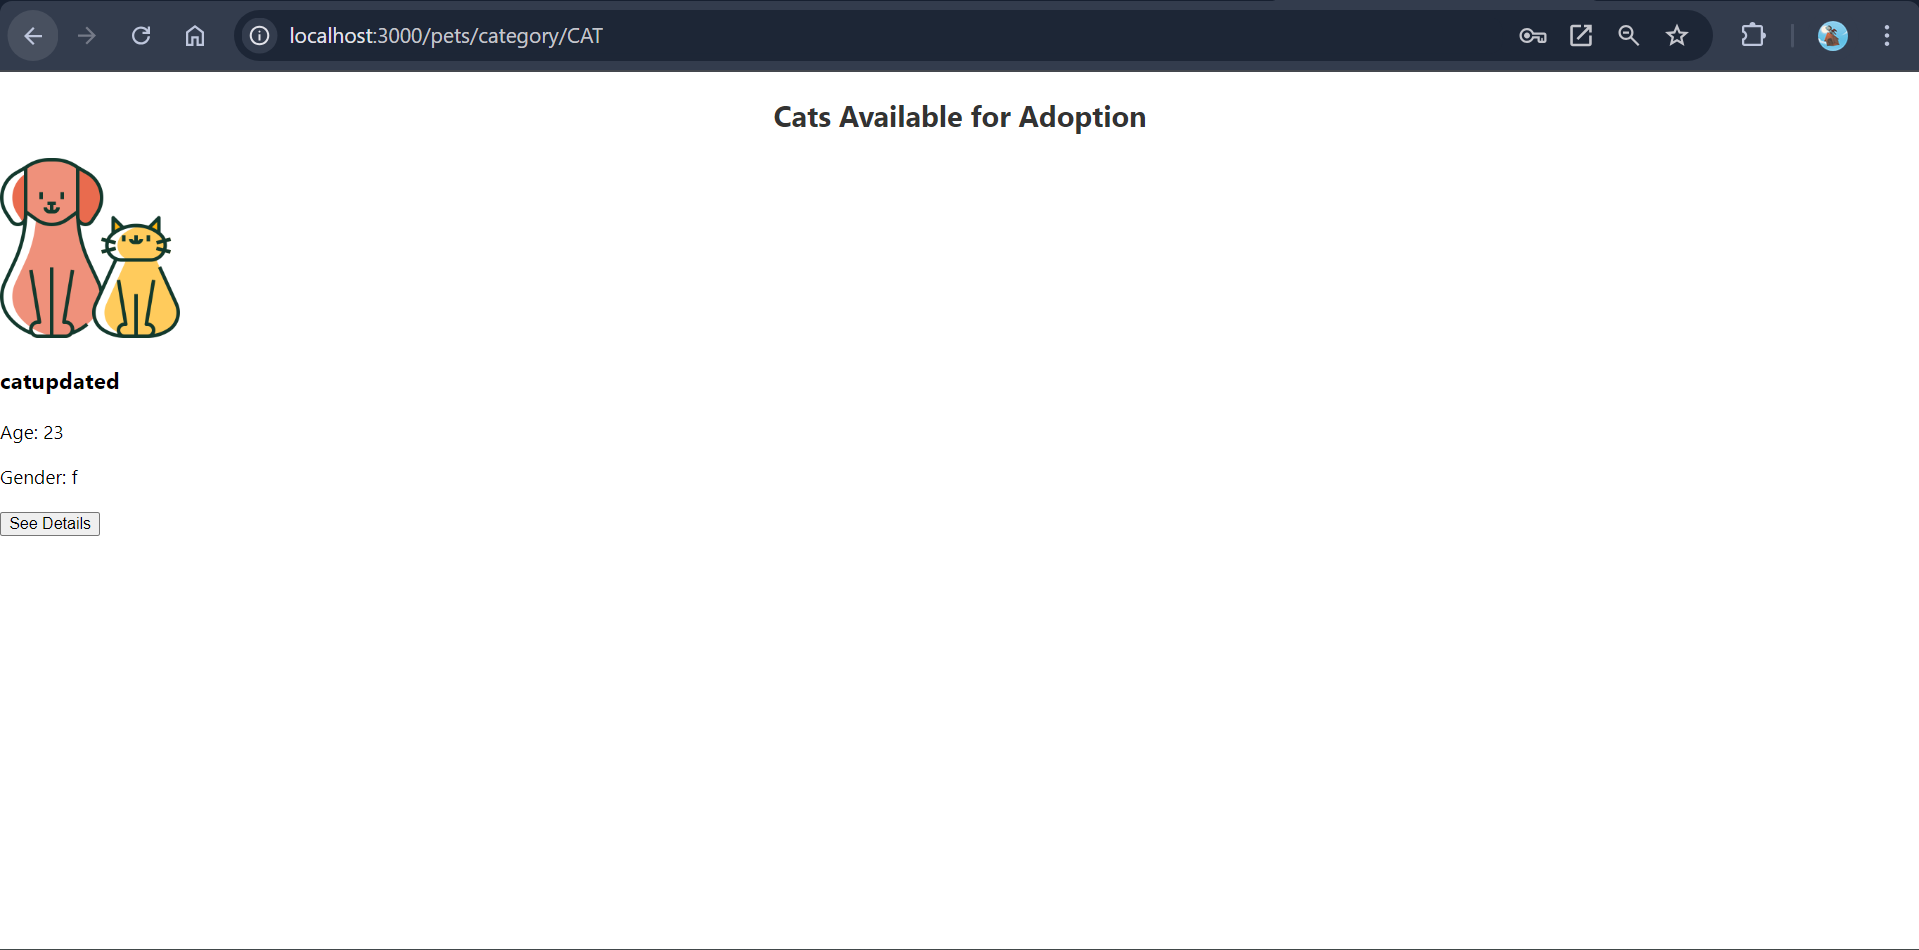 localhost:3000/pets/category/CAT
Cats Available for Adoption
catupdated
Age: 23
Gender: f
See Details